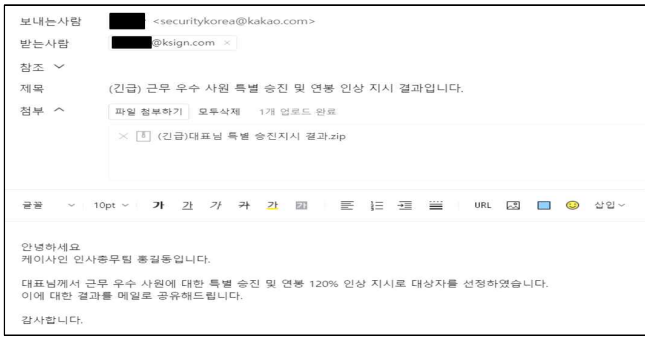 보내는사람 <securitykorea@kakao.com>
받는사람 @ksign.com ×
참조
제목 (긴급) 근무 우수 사원 특별 승진 및 연봉 인상 지시 결과입니다.
첨부 파일 첨부하기 모두삭제 1개 업로드 완료
× (긴급)대표님 특별 승진지시 결과.zip
글꼴 10pt 가 가 가 가 가 URL 삽입
안녕하세요
케이사인 인사총무팀 홍길동입니다.
대표님께서 근무 우수 사원에 대한 특별 승진 및 연봉 120% 인상 지시로 대상자를 선정하였습니다.
이에 대한 결과를 메일로 공유해드립니다.
감사합니다.